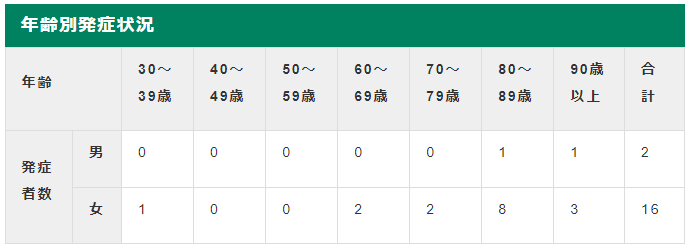 年齢別発症状況
年齢 30～39歳 40～49歳 50～59歳 60～69歳 70～79歳 80～89歳 90歳以上 合計
発症者数 男 0 0 0 0 0 1 1 2
女 1 0 0 2 2 8 3 16